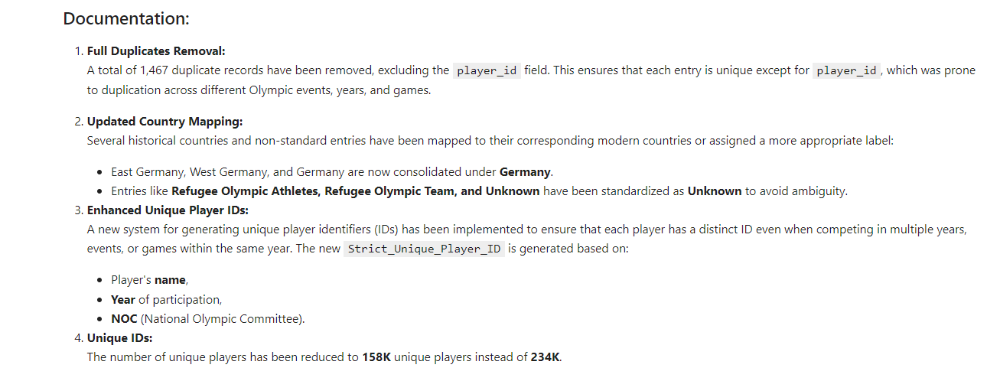 Documentation:
1. Full Duplicates Removal:
A total of 1,467 duplicate records have been removed, excluding the player_id field. This ensures that each entry is unique except for player_id, which was prone
to duplication across different Olympic events, years, and games.
2. Updated Country Mapping:
Several historical countries and non-standard entries have been mapped to their corresponding modern countries or assigned a more appropriate label:
• East Germany, West Germany, and Germany are now consolidated under Germany.
• Entries like Refugee Olympic Athletes, Refugee Olympic Team, and Unknown have been standardized as Unknown to avoid ambiguity.
3. Enhanced Unique Player IDs:
A new system for generating unique player identifiers (IDs) has been implemented to ensure that each player has a distinct ID even when competing in multiple years,
events, or games within the same year. The new Strict_Unique_Player_ID is generated based on:
• Player's name,
• Year of participation,
• NOC (National Olympic Committee).
4. Unique IDs:
The number of unique players has been reduced to 158K unique players instead of 234K.